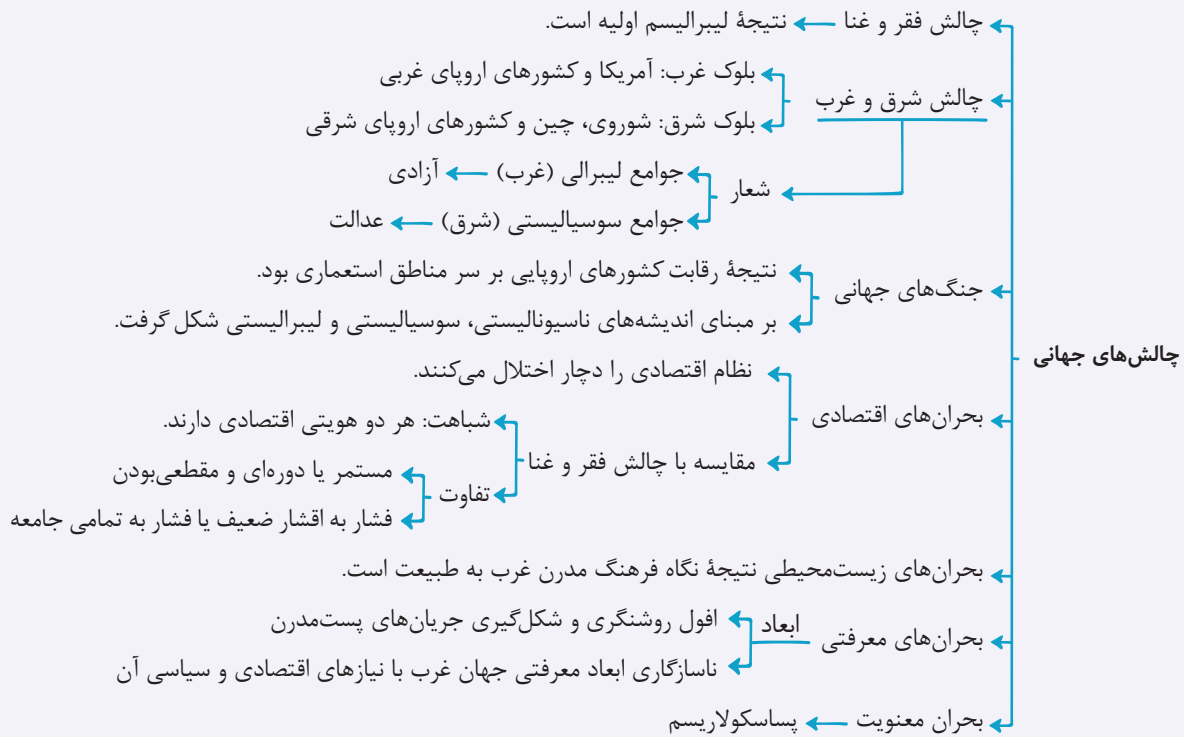 چالش‌های جهانی
چالش فقر و غنا
نتیجهٔ لیبرالیسم اولیه است.
چالش شرق و غرب
بلوک غرب: آمریکا و کشورهای اروپای غربی
بلوک شرق: شوروی، چین و کشورهای اروپای شرقی
شعار
جوامع لیبرالی (غرب)
آزادی
جوامع سوسیالیستی (شرق)
عدالت
جنگ‌های جهانی
نتیجهٔ رقابت کشورهای اروپایی بر سر مناطق استعماری بود.
بر مبنای اندیشه‌های ناسیونالیستی، سوسیالیستی و لیبرالیستی شکل گرفت.
بحران‌های اقتصادی
نظام اقتصادی را دچار اختلال می‌کنند.
مقایسه با چالش فقر و غنا
شباهت: هر دو هویتی اقتصادی دارند.
تفاوت
مستمر یا دوره‌ای و مقطعی‌بودن
فشار به اقشار ضعیف یا فشار به تمامی جامعه
بحران‌های زیست‌محیطی نتیجهٔ نگاه فرهنگ مدرن غرب به طبیعت است.
بحران‌های معرفتی
ابعاد
افول روشنگری و شکل‌گیری جریان‌های پست‌مدرن
ناسازگاری ابعاد معرفتی جهان غرب با نیازهای اقتصادی و سیاسی آن
بحران معنویت
پساسکولاریسم